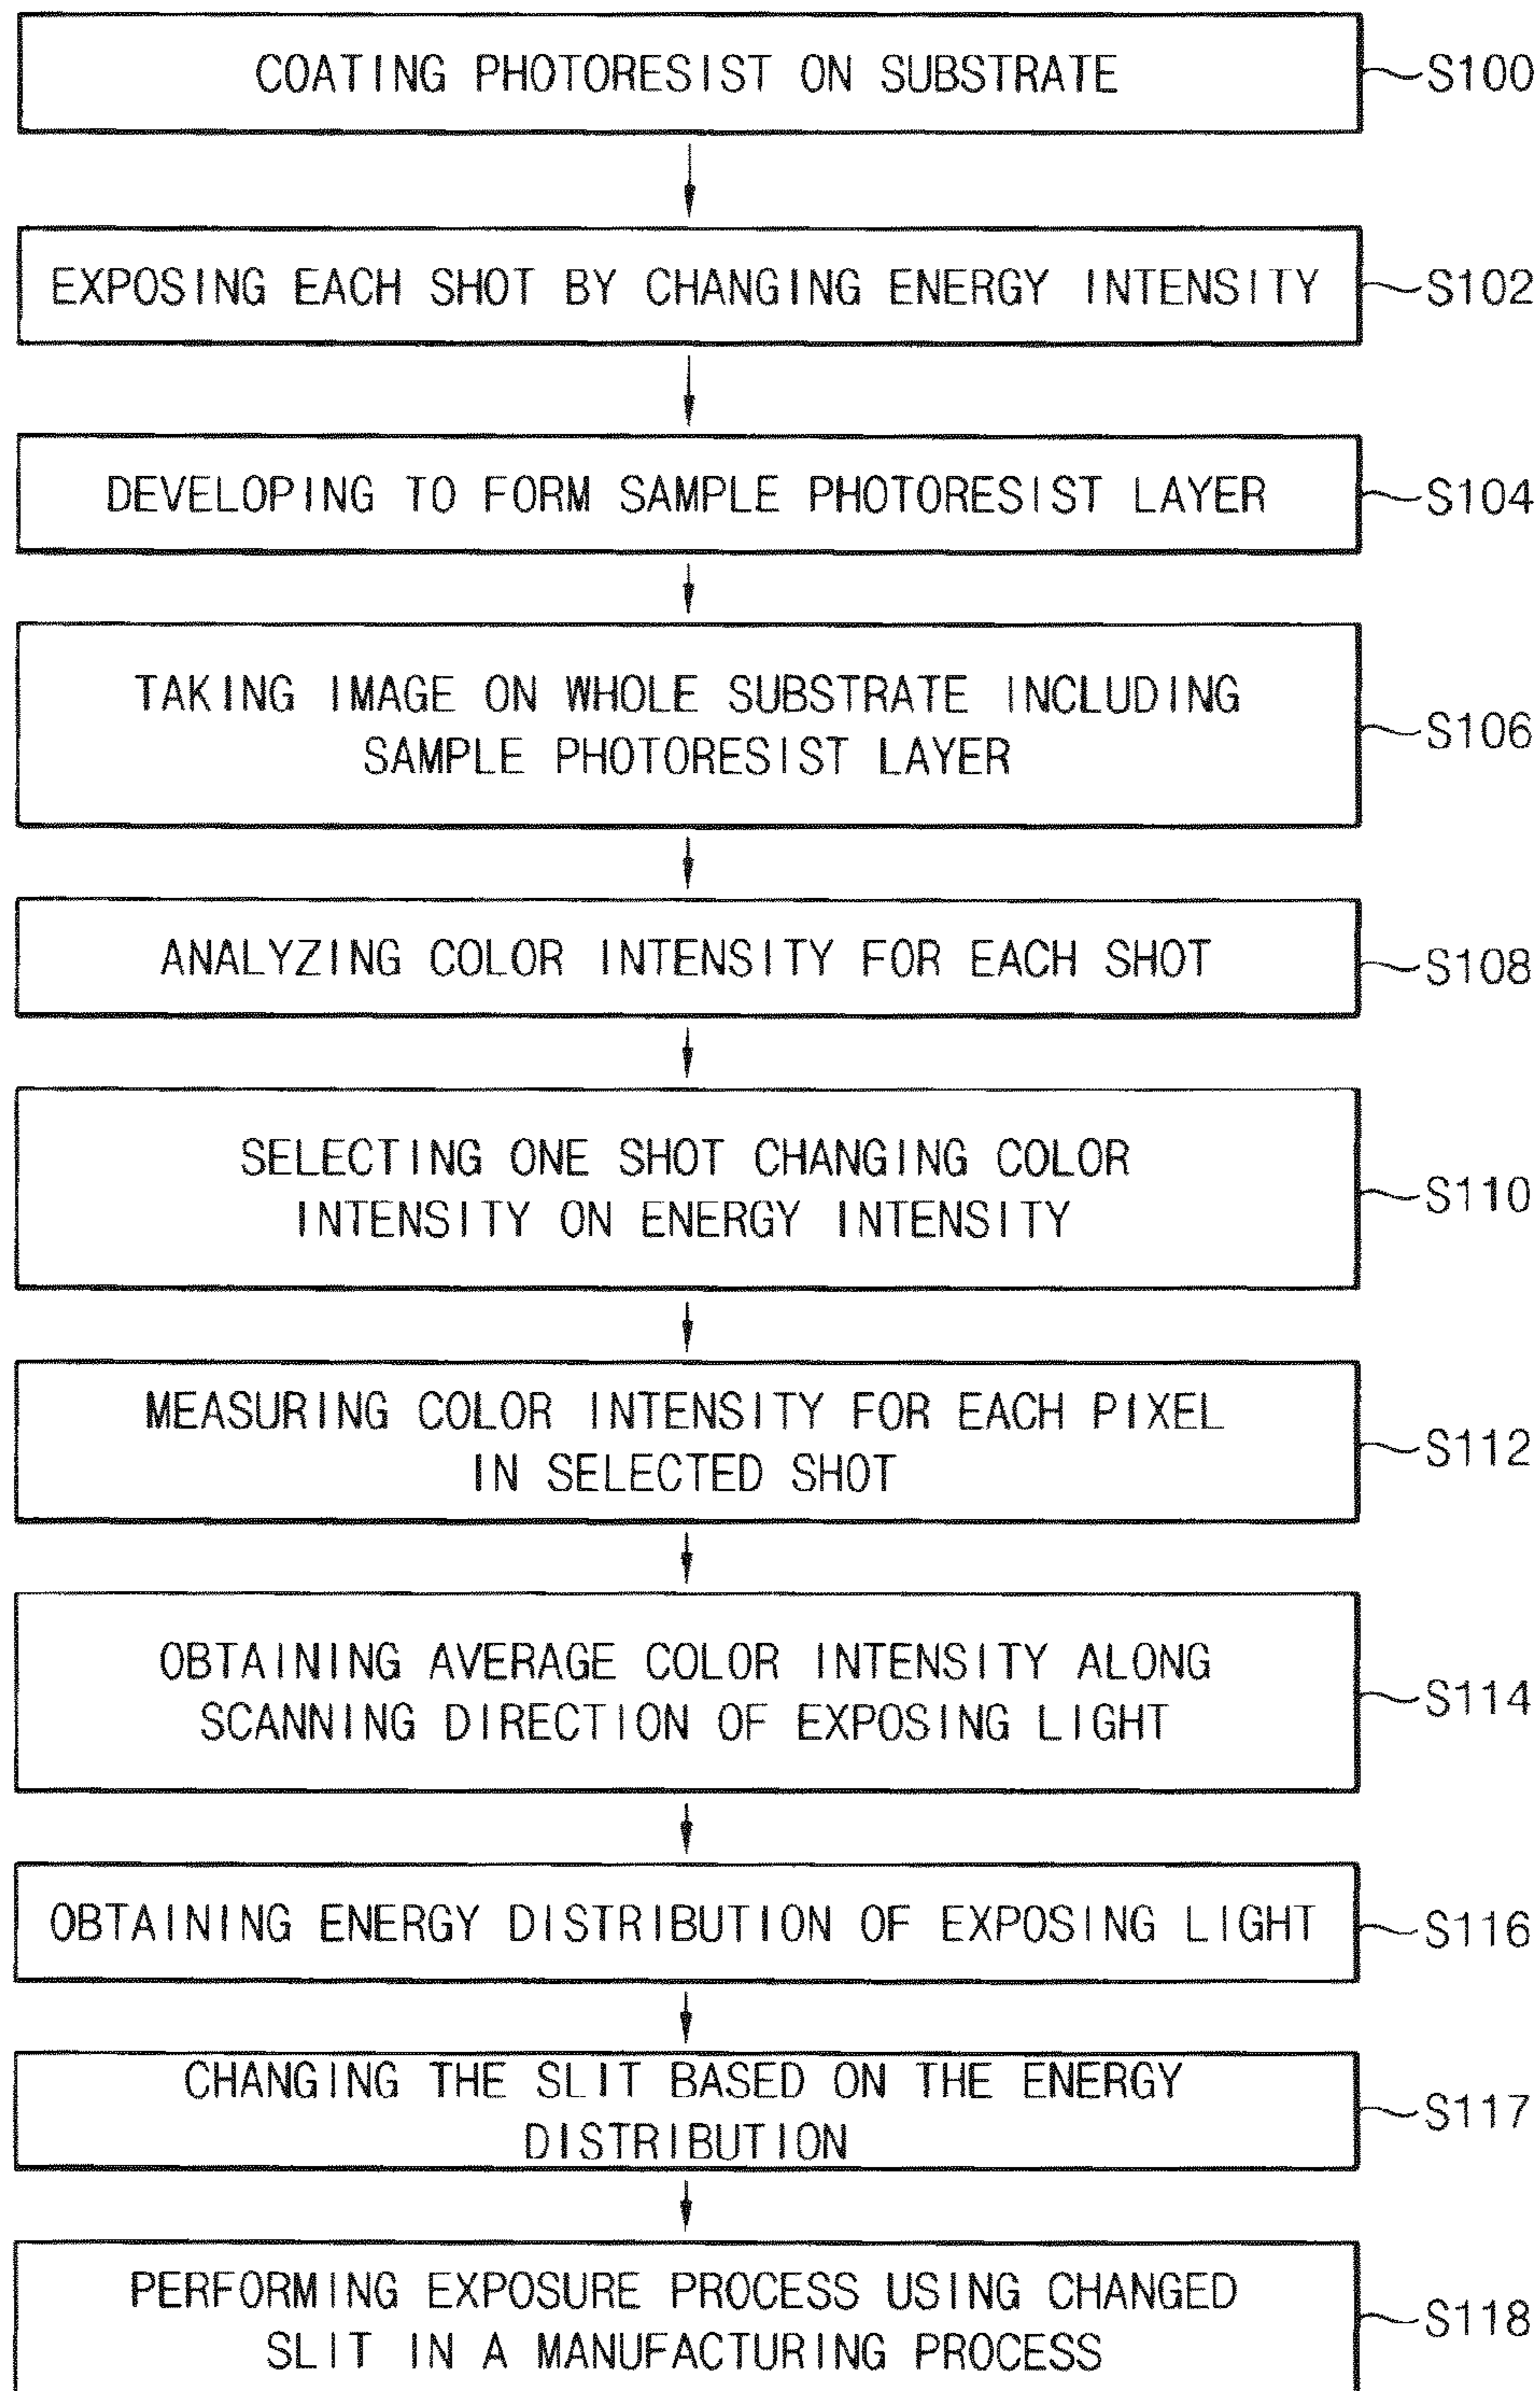 COATING PHOTORESIST ON SUBSTRATE
S100
EXPOSING EACH SHOT BY CHANGING ENERGY INTENSITY
S102
DEVELOPING TO FORM SAMPLE PHOTORESIST LAYER
S104
TAKING IMAGE ON WHOLE SUBSTRATE INCLUDING
SAMPLE PHOTORESIST LAYER
S106
ANALYZING COLOR INTENSITY FOR EACH SHOT
S108
SELECTING ONE SHOT CHANGING COLOR
INTENSITY ON ENERGY INTENSITY
S110
MEASURING COLOR INTENSITY FOR EACH PIXEL
IN SELECTED SHOT
S112
OBTAINING AVERAGE COLOR INTENSITY ALONG
SCANNING DIRECTION OF EXPOSING LIGHT
S114
OBTAINING ENERGY DISTRIBUTION OF EXPOSING LIGHT
S116
CHANGING THE SLIT BASED ON THE ENERGY
DISTRIBUTION
S117
PERFORMING EXPOSURE PROCESS USING CHANGED
SLIT IN A MANUFACTURING PROCESS
S118